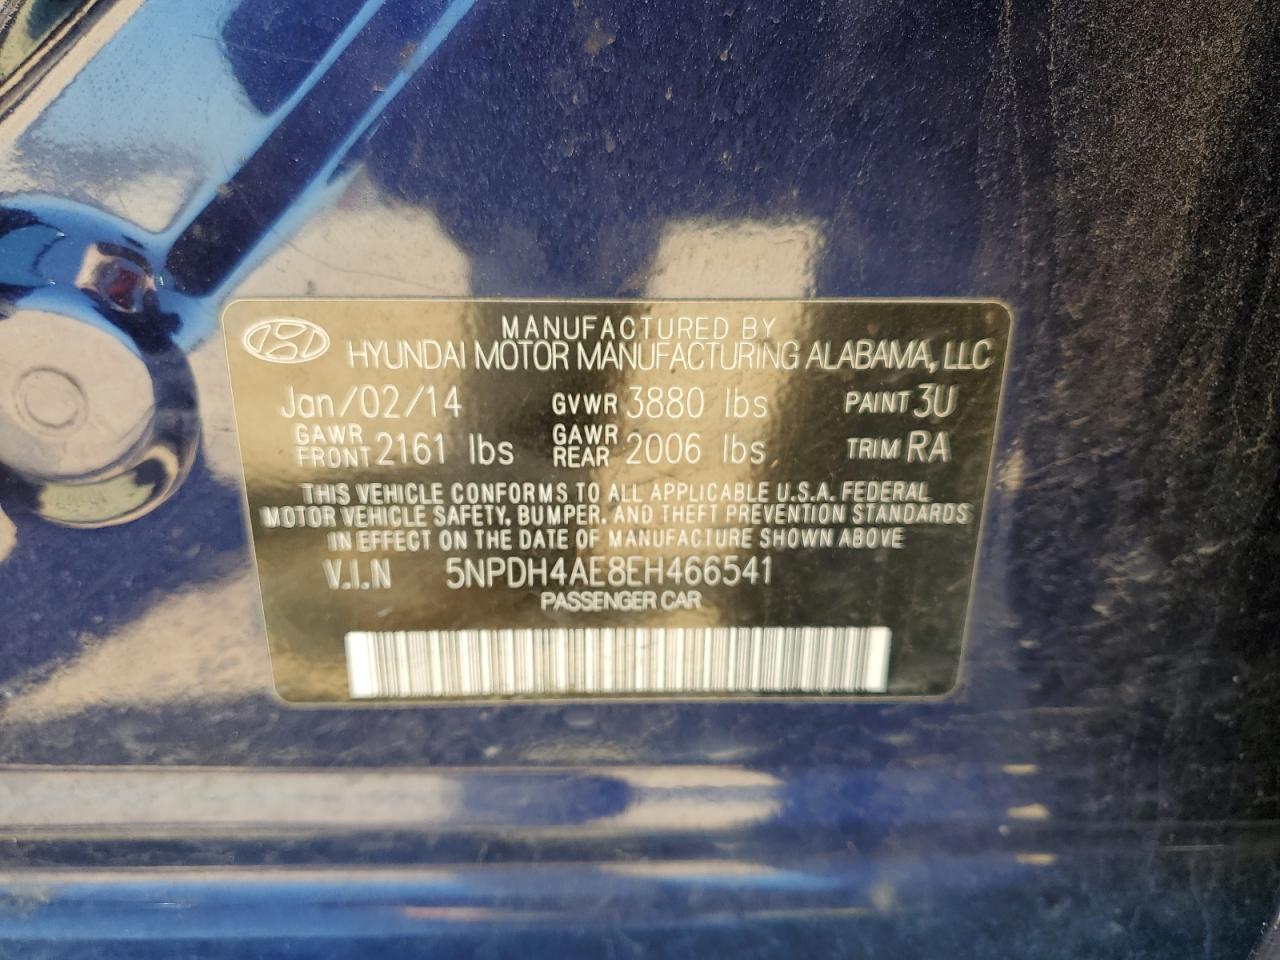 MANUFACTURED BY
HYUNDAI MOTOR MANUFACTURING ALABAMA, LLC
Jan/02/14 GVWR 3880 lbs PAINT 3U
GAWR FRONT 2161 lbs GAWR REAR 2006 lbs TRIM RA
THIS VEHICLE CONFORMS TO ALL APPLICABLE U.S.A. FEDERAL
MOTOR VEHICLE SAFETY, BUMPER, AND THEFT PREVENTION STANDARDS
IN EFFECT ON THE DATE OF MANUFACTURE SHOWN ABOVE
V.I.N 5NPDH4AE8EH466541
PASSENGER CAR